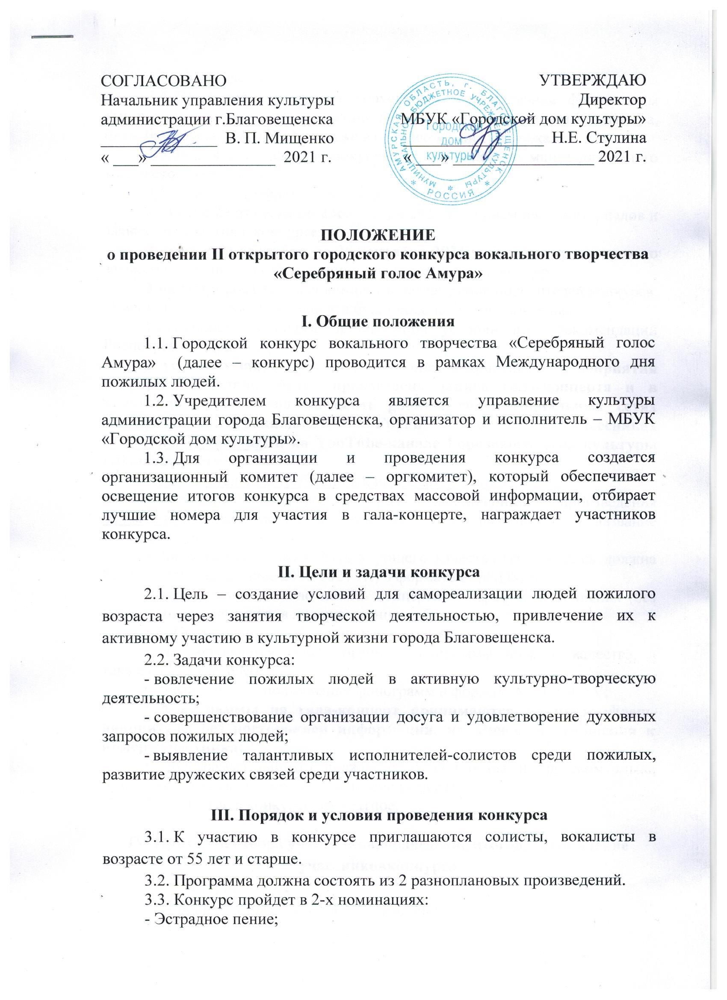 СОГЛАСОВАНО
Начальник управления культуры
администрации г.Благовещенска
______________ В. П. Мищенко
« ___» _______________ 2021 г.
УТВЕРЖДАЮ
Директор
МБУК «Городской дом культуры»
_________________ Н.Е. Стулина
« ___» _________________ 2021 г.
АМУРСКАЯ ОБЛАСТЬ, г. БЛАГОВЕЩЕНСК
* РОССИЯ *
МУНИЦИПАЛЬНОЕ БЮДЖЕТНОЕ УЧРЕЖДЕНИЕ КУЛЬТУРЫ *
"Городской
дом
культуры"
ПОЛОЖЕНИЕ
о проведении II открытого городского конкурса вокального творчества
«Серебряный голос Амура»
I. Общие положения
1.1. Городской конкурс вокального творчества «Серебряный голос
Амура» (далее – конкурс) проводится в рамках Международного дня
пожилых людей.
1.2. Учредителем конкурса является управление культуры
администрации города Благовещенска, организатор и исполнитель – МБУК
«Городской дом культуры».
1.3. Для организации и проведения конкурса создается
организационный комитет (далее – оргкомитет), который обеспечивает
освещение итогов конкурса в средствах массовой информации, отбирает
лучшие номера для участия в гала-концерте, награждает участников
конкурса.
II. Цели и задачи конкурса
2.1. Цель – создание условий для самореализации людей пожилого
возраста через занятия творческой деятельностью, привлечение их к
активному участию в культурной жизни города Благовещенска.
2.2. Задачи конкурса:
- вовлечение пожилых людей в активную культурно-творческую
деятельность;
- совершенствование организации досуга и удовлетворение духовных
запросов пожилых людей;
- выявление талантливых исполнителей-солистов среди пожилых,
развитие дружеских связей среди участников.
III. Порядок и условия проведения конкурса
3.1. К участию в конкурсе приглашаются солисты, вокалисты в
возрасте от 55 лет и старше.
3.2. Программа должна состоять из 2 разноплановых произведений.
3.3. Конкурс пройдет в 2-х номинациях:
- Эстрадное пение;